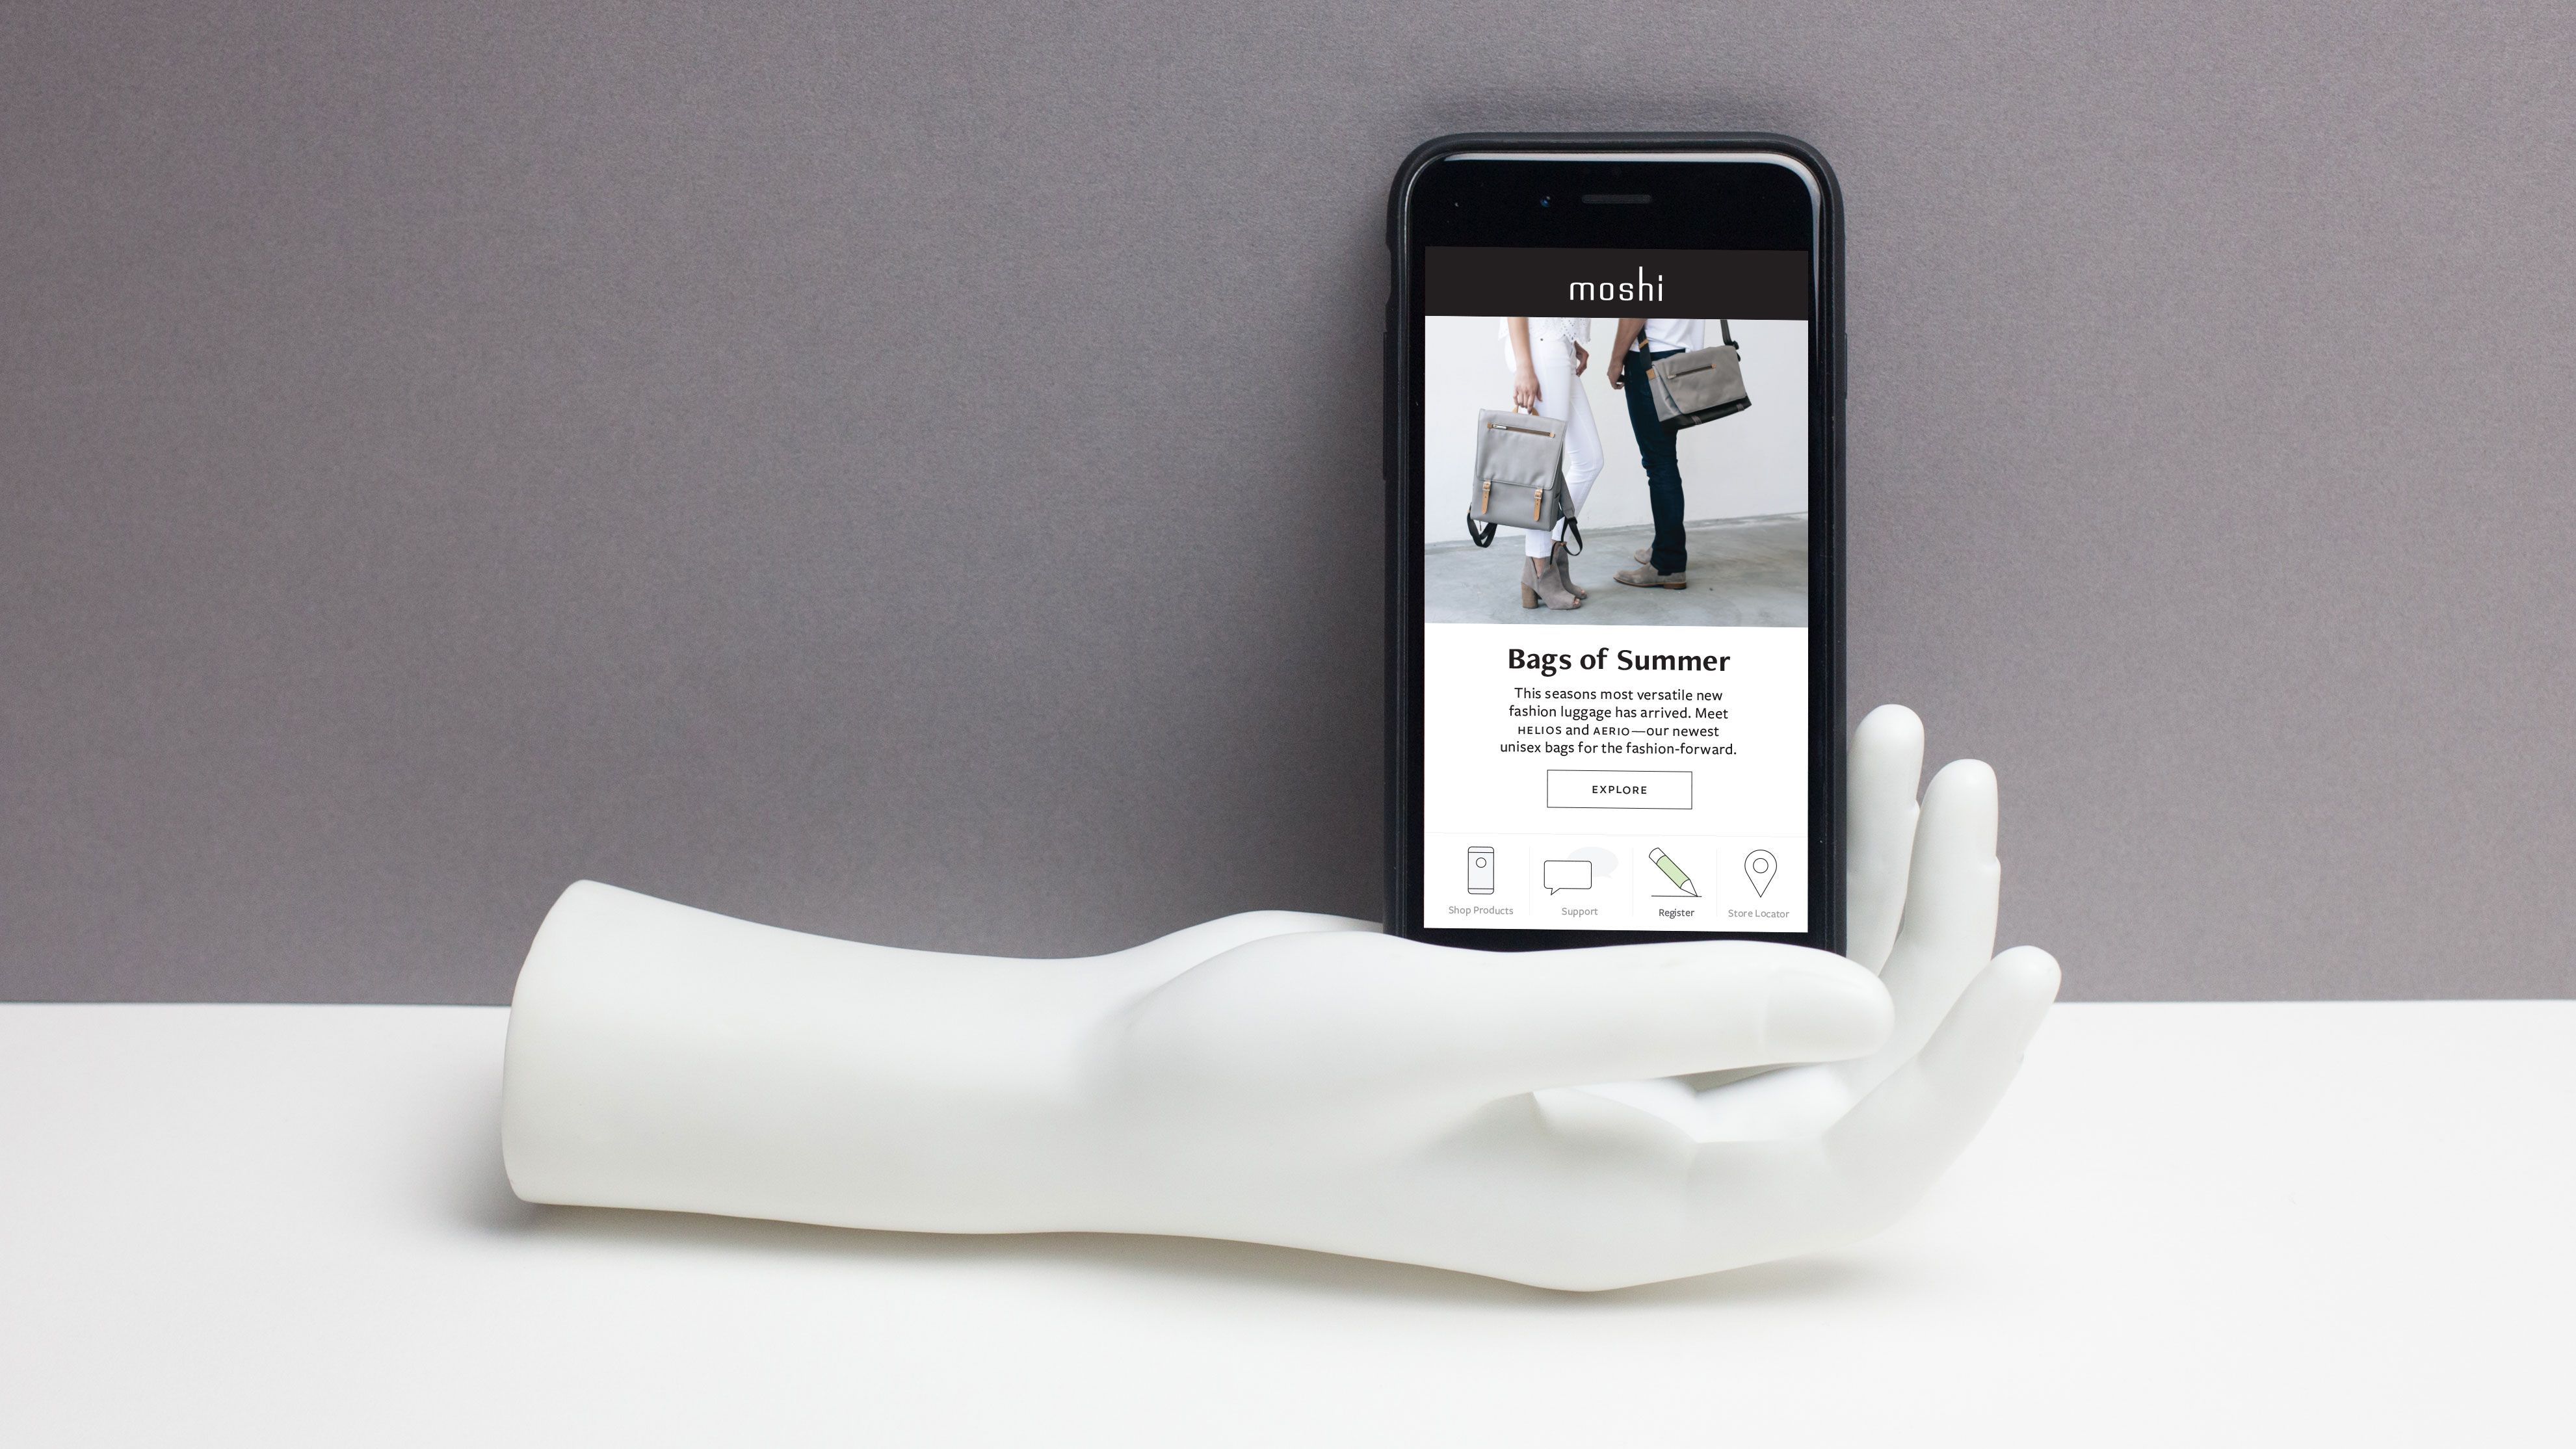 moshi
Bags of Summer
This seasons most versatile new
fashion luggage has arrived. Meet
HELIOS and AERIO—our newest
unisex bags for the fashion-forward.
EXPLORE
Shop Products
Support
Register
Store Locator